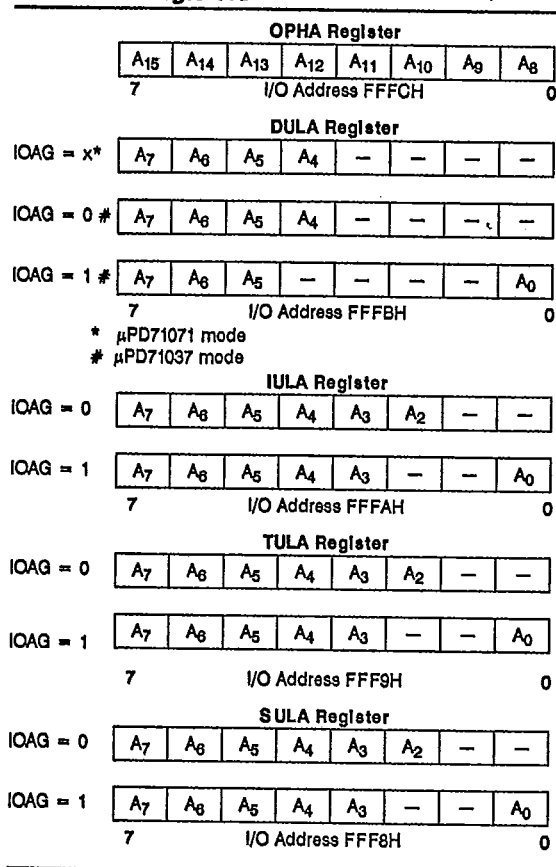 OPHA Register
A15 A14 A13 A12 A11 A10 A9 A8
7 I/O Address FFFCH 0
DULA Register
IOAG = x* A7 A6 A5 A4 — — — —
IOAG = 0 # A7 A6 A5 A4 — — — —
IOAG = 1 # A7 A6 A5 — — — — A0
7 I/O Address FFFBH 0
* µPD71071 mode
# µPD71037 mode
IULA Register
IOAG = 0 A7 A6 A5 A4 A3 A2 — —
IOAG = 1 A7 A6 A5 A4 A3 — — A0
7 I/O Address FFFAH 0
TULA Register
IOAG = 0 A7 A6 A5 A4 A3 A2 — —
IOAG = 1 A7 A6 A5 A4 A3 — — A0
7 I/O Address FFF9H 0
SULA Register
IOAG = 0 A7 A6 A5 A4 A3 A2 — —
IOAG = 1 A7 A6 A5 A4 A3 — — A0
7 I/O Address FFF8H 0